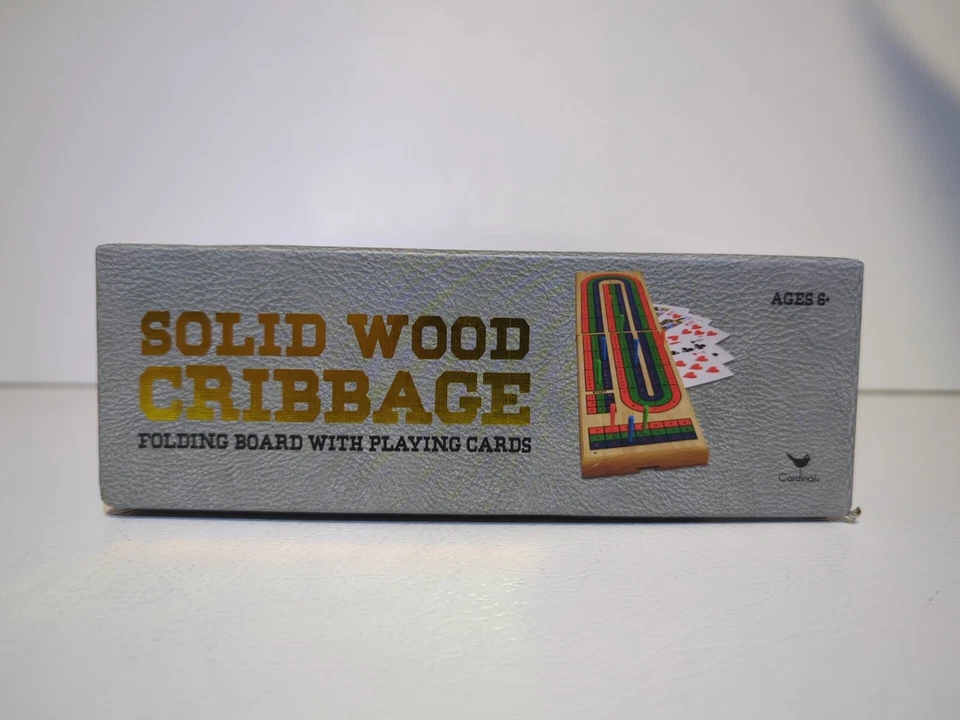 SOLID WOOD
CRIBBAGE
FOLDING BOARD WITH PLAYING CARDS
AGES 6+
Cardinal